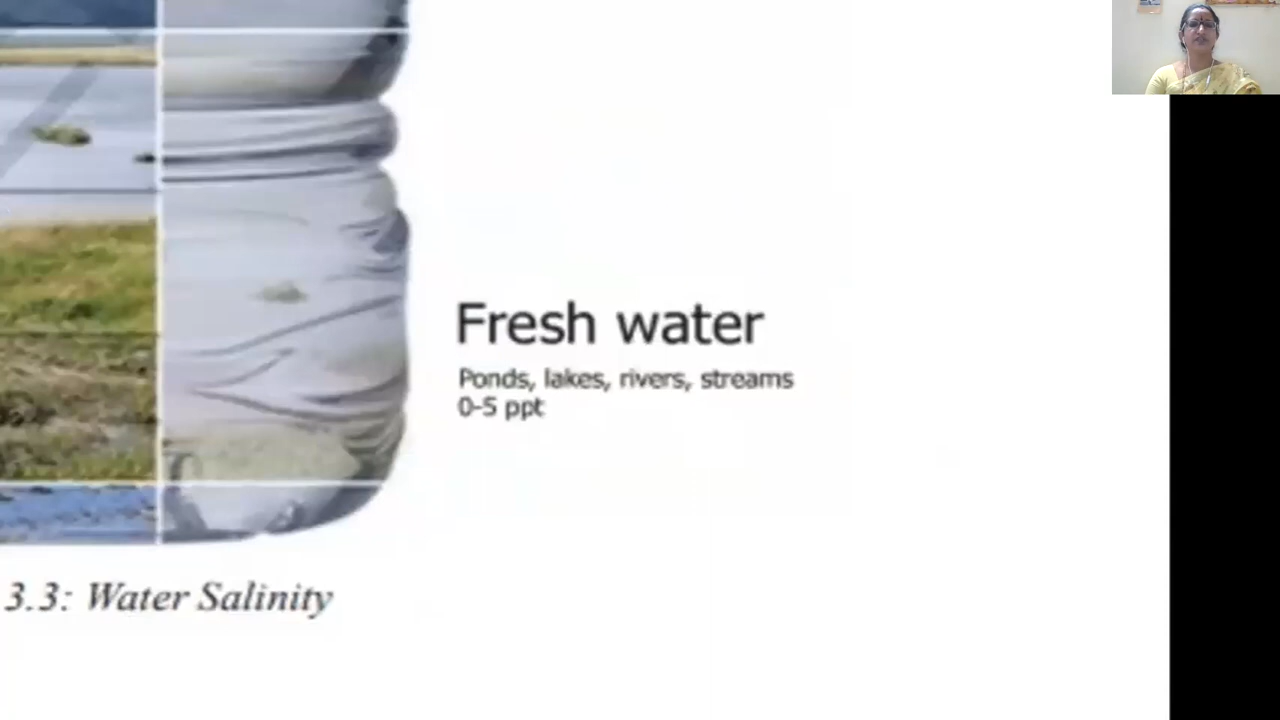 Fresh water
Ponds, lakes, rivers, streams
0-5 ppt
3.3: Water Salinity